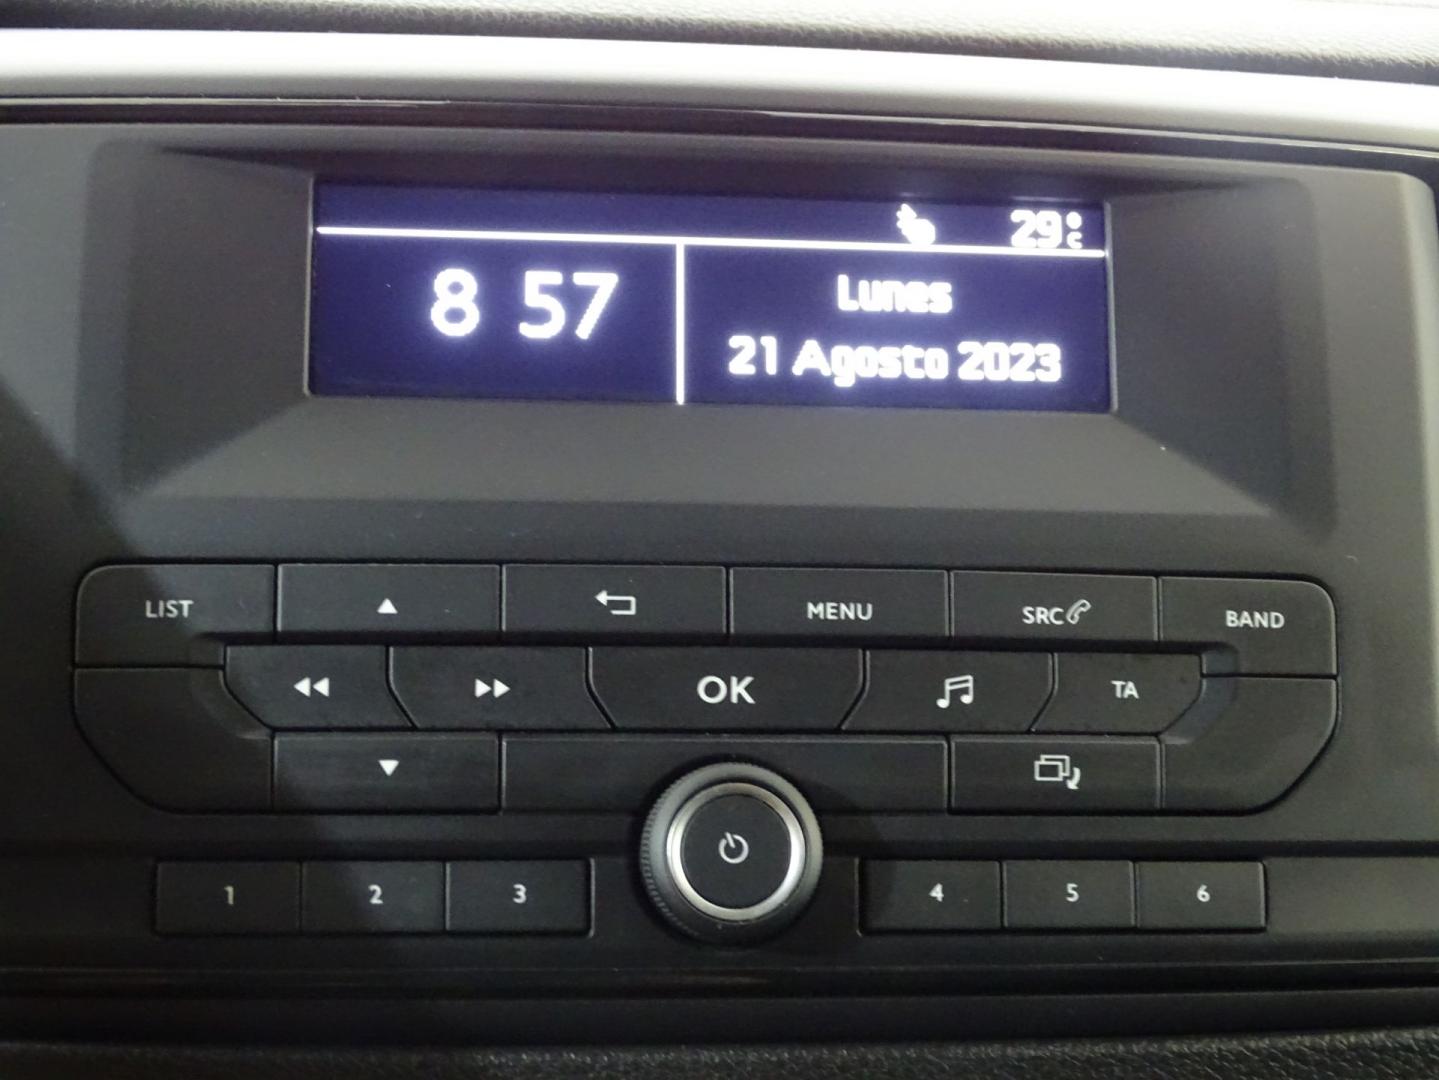 29°C
8 57
Lunes
21 Agosto 2023
LIST
MENU
SRC
BAND
OK
TA
1
2
3
4
5
6